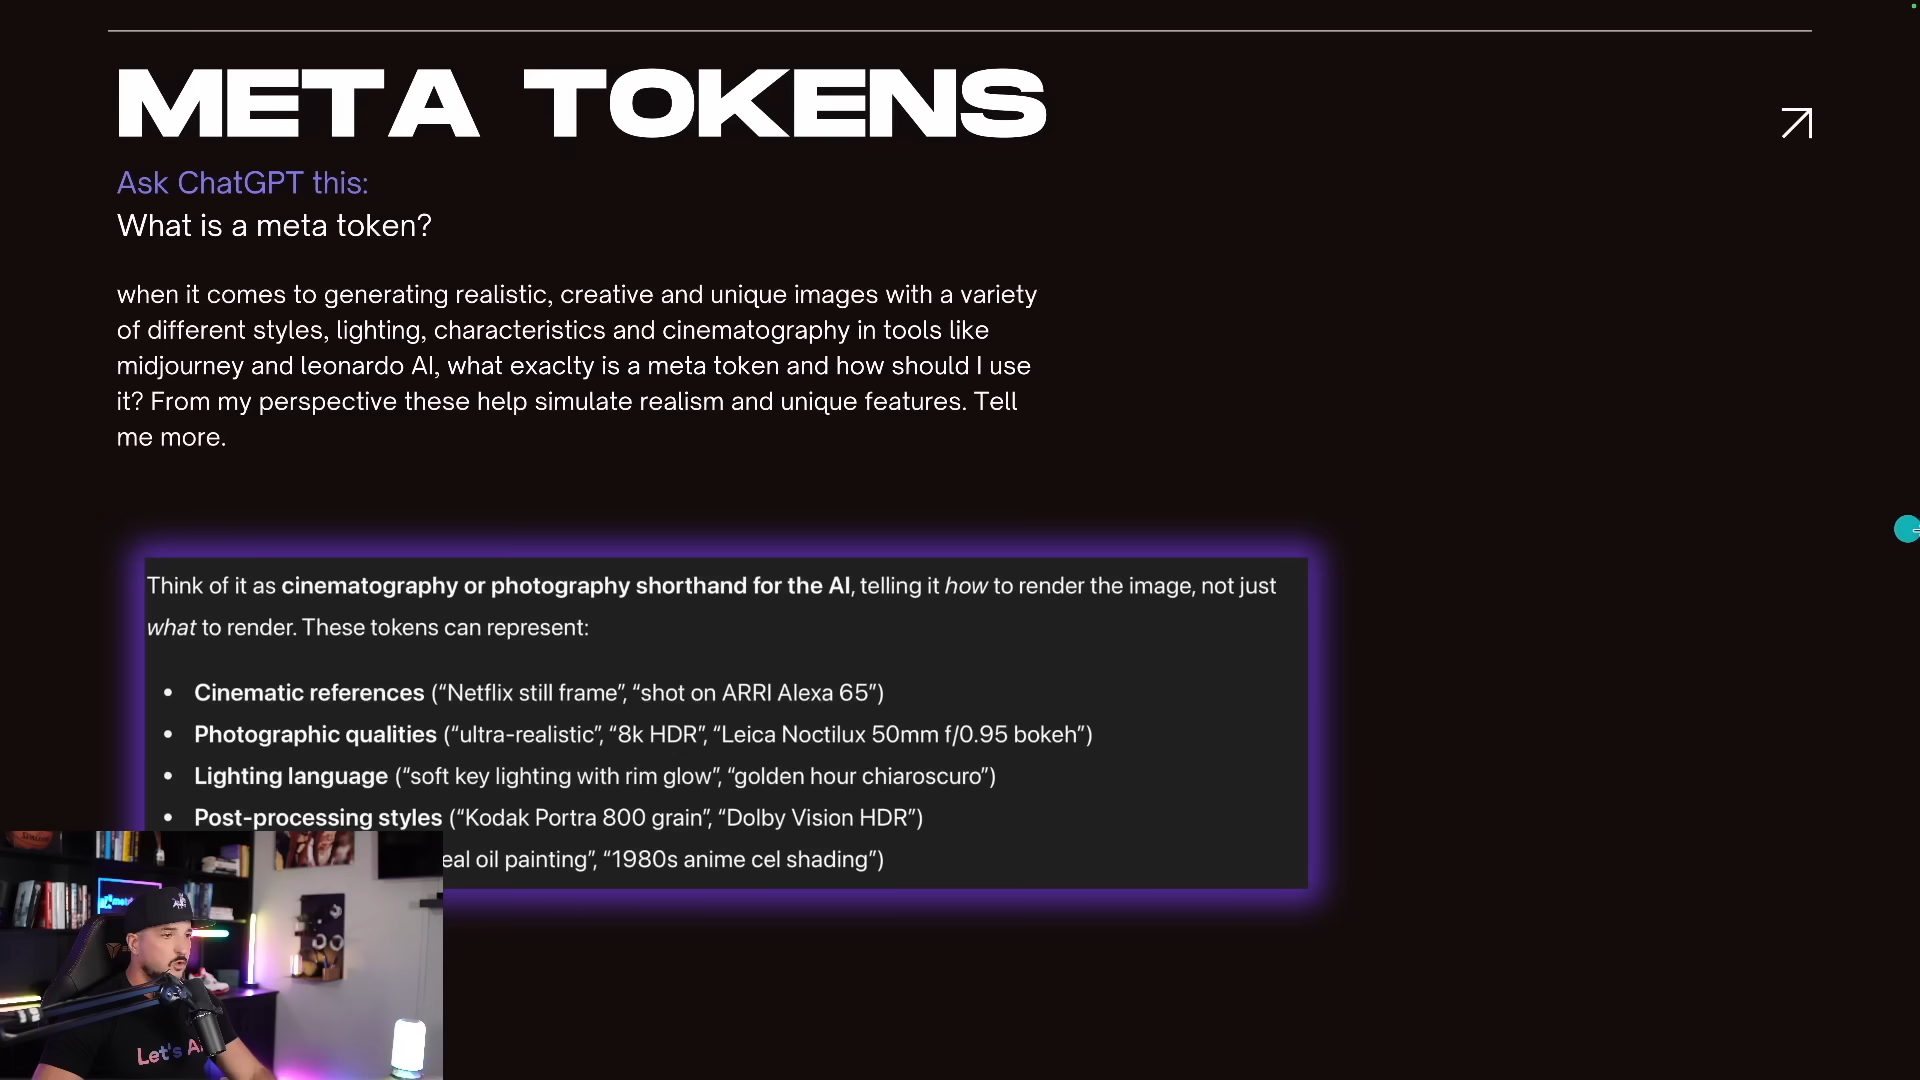 META TOKENS
Ask ChatGPT this:
What is a meta token?
when it comes to generating realistic, creative and unique images with a variety
of different styles, lighting, characteristics and cinematography in tools like
midjourney and leonardo AI, what exaclty is a meta token and how should I use
it? From my perspective these help simulate realism and unique features. Tell
me more.
Think of it as cinematography or photography shorthand for the AI, telling it how to render the image, not just
what to render. These tokens can represent:
• Cinematic references (“Netflix still frame”, “shot on ARRI Alexa 65”)
• Photographic qualities (“ultra-realistic”, “8k HDR”, “Leica Noctilux 50mm f/0.95 bokeh”)
• Lighting language (“soft key lighting with rim glow”, “golden hour chiaroscuro”)
• Post-processing styles (“Kodak Portra 800 grain”, “Dolby Vision HDR”)
oil painting”, “1980s anime cel shading”)
Let's